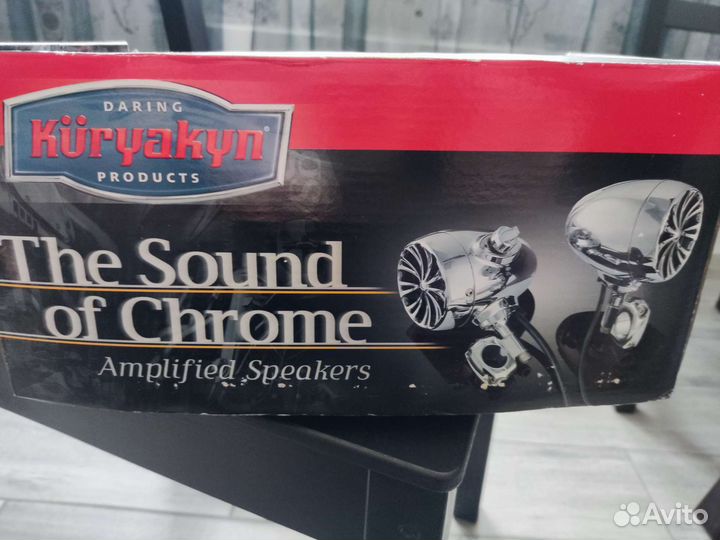 DARING
Küryakyn®
PRODUCTS
The Sound
of Chrome
Amplified Speakers
Avito